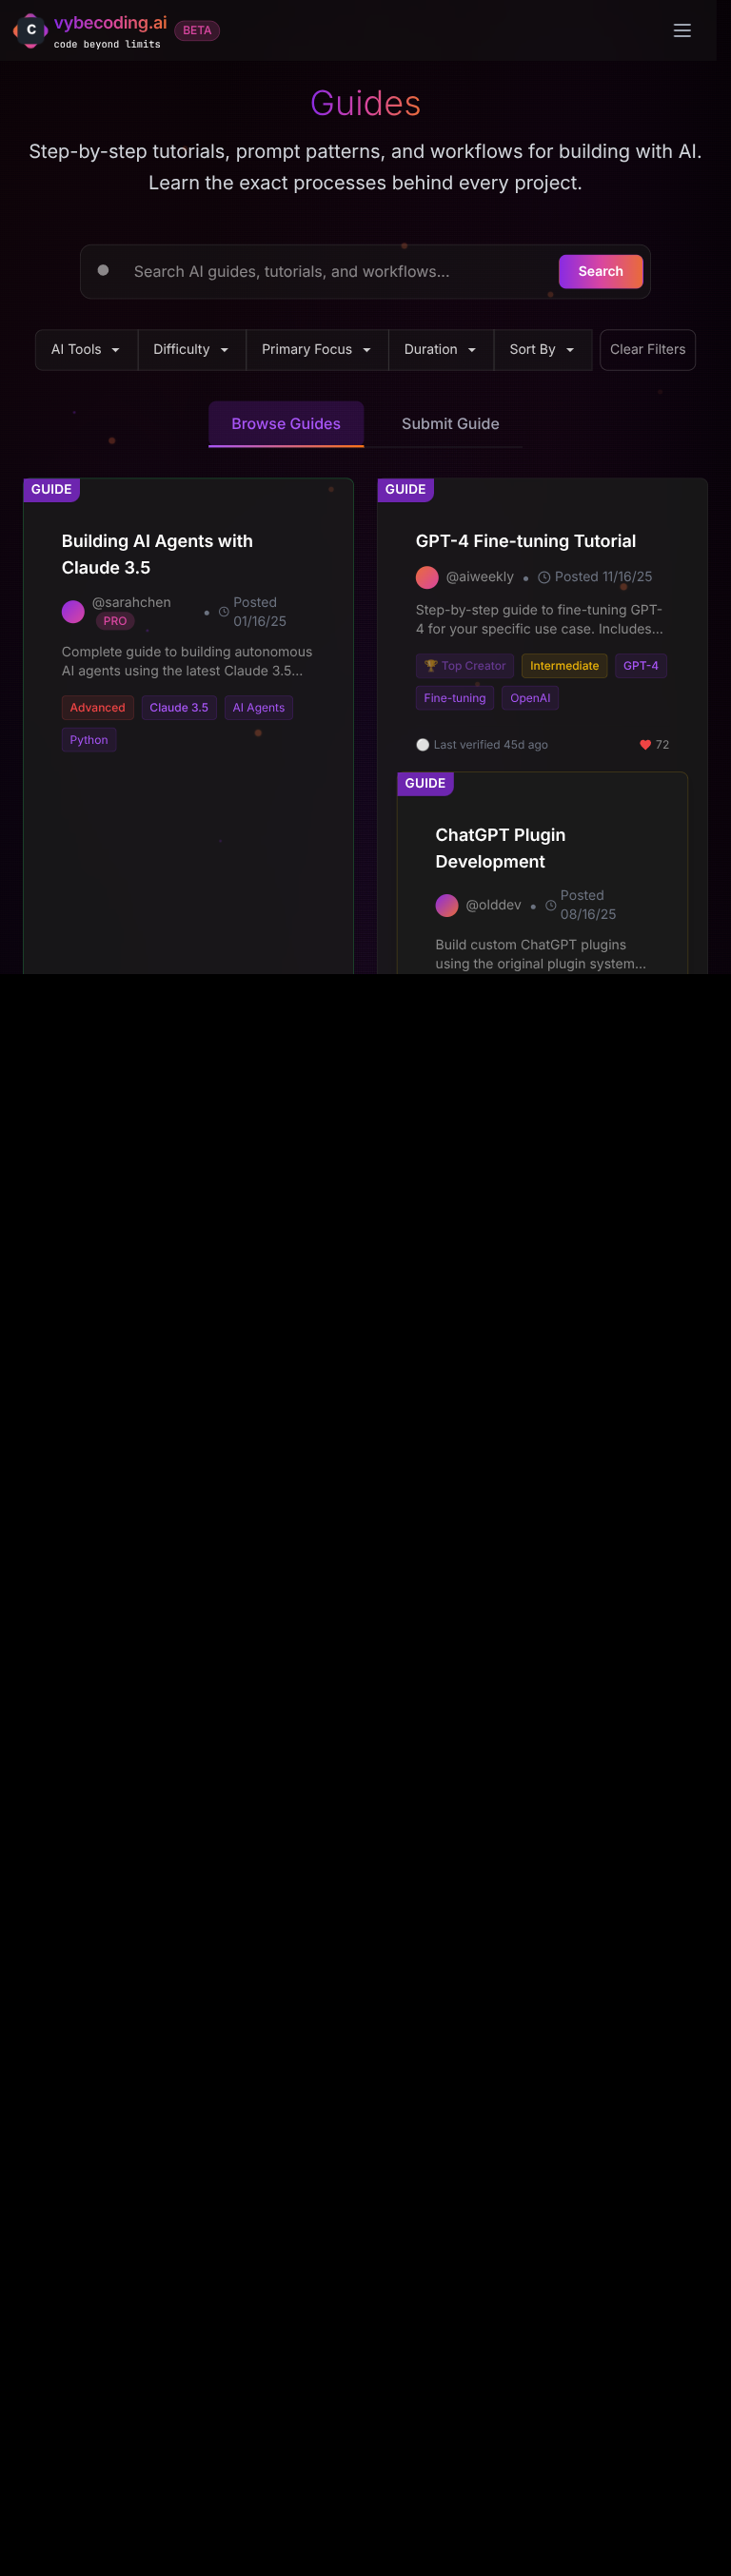 C
vybecoding.ai
code beyond limits
BETA
Guides
Step-by-step tutorials, prompt patterns, and workflows for building with AI.
Learn the exact processes behind every project.
Search AI guides, tutorials, and workflows...
Search
AI Tools
Difficulty
Primary Focus
Duration
Sort By
Clear Filters
Browse Guides
Submit Guide
GUIDE
Building AI Agents with
Claude 3.5
@sarahchen
PRO
Posted
01/16/25
Complete guide to building autonomous
AI agents using the latest Claude 3.5...
Advanced
Claude 3.5
AI Agents
Python
GUIDE
GPT-4 Fine-tuning Tutorial
@aiweekly
Posted 11/16/25
Step-by-step guide to fine-tuning GPT-
4 for your specific use case. Includes...
🏆 Top Creator
Intermediate
GPT-4
Fine-tuning
OpenAI
Last verified 45d ago
72
GUIDE
ChatGPT Plugin
Development
@olddev
Posted
08/16/25
Build custom ChatGPT plugins
using the original plugin system...